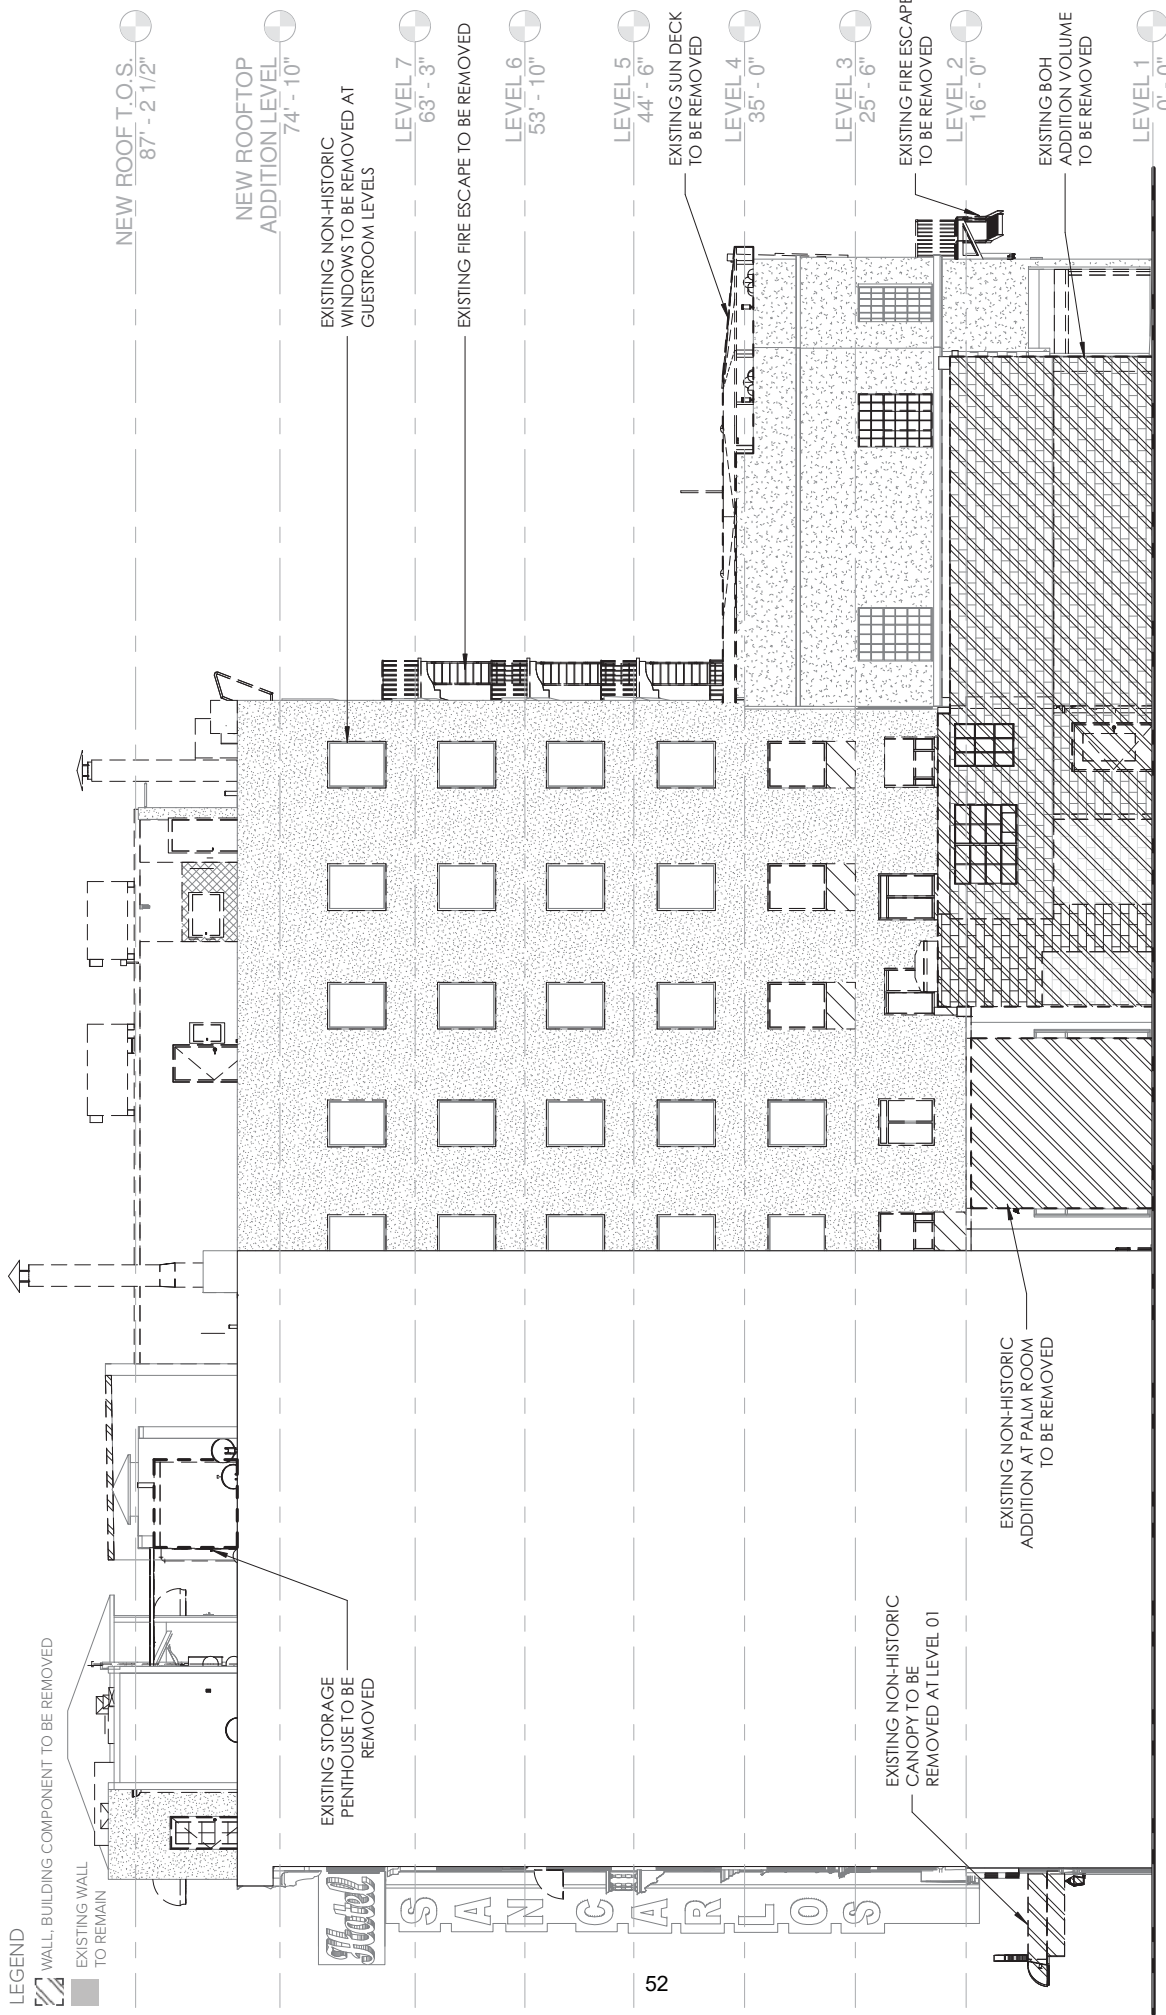 LEGEND
WALL, BUILDING COMPONENT TO BE REMOVED
EXISTING WALL
TO REMAIN
NEW ROOF T.O.S.
87' - 2 1/2"
NEW ROOFTOP
ADDITION LEVEL
74' - 10"
LEVEL 7
63' - 3"
LEVEL 6
53' - 10"
LEVEL 5
44' - 6"
LEVEL 4
35' - 0"
LEVEL 3
25' - 6"
LEVEL 2
16' - 0"
LEVEL 1
0' - 0"
EXISTING NON-HISTORIC
WINDOWS TO BE REMOVED AT
GUESTROOM LEVELS
EXISTING FIRE ESCAPE TO BE REMOVED
EXISTING SUN DECK
TO BE REMOVED
EXISTING FIRE ESCAPE
TO BE REMOVED
EXISTING BOH
ADDITION VOLUME
TO BE REMOVED
EXISTING STORAGE
PENTHOUSE TO BE
REMOVED
EXISTING NON-HISTORIC
ADDITION AT PALM ROOM
TO BE REMOVED
EXISTING NON-HISTORIC
CANOPY TO BE
REMOVED AT LEVEL 01
Hotel
SAN CARLOS
52